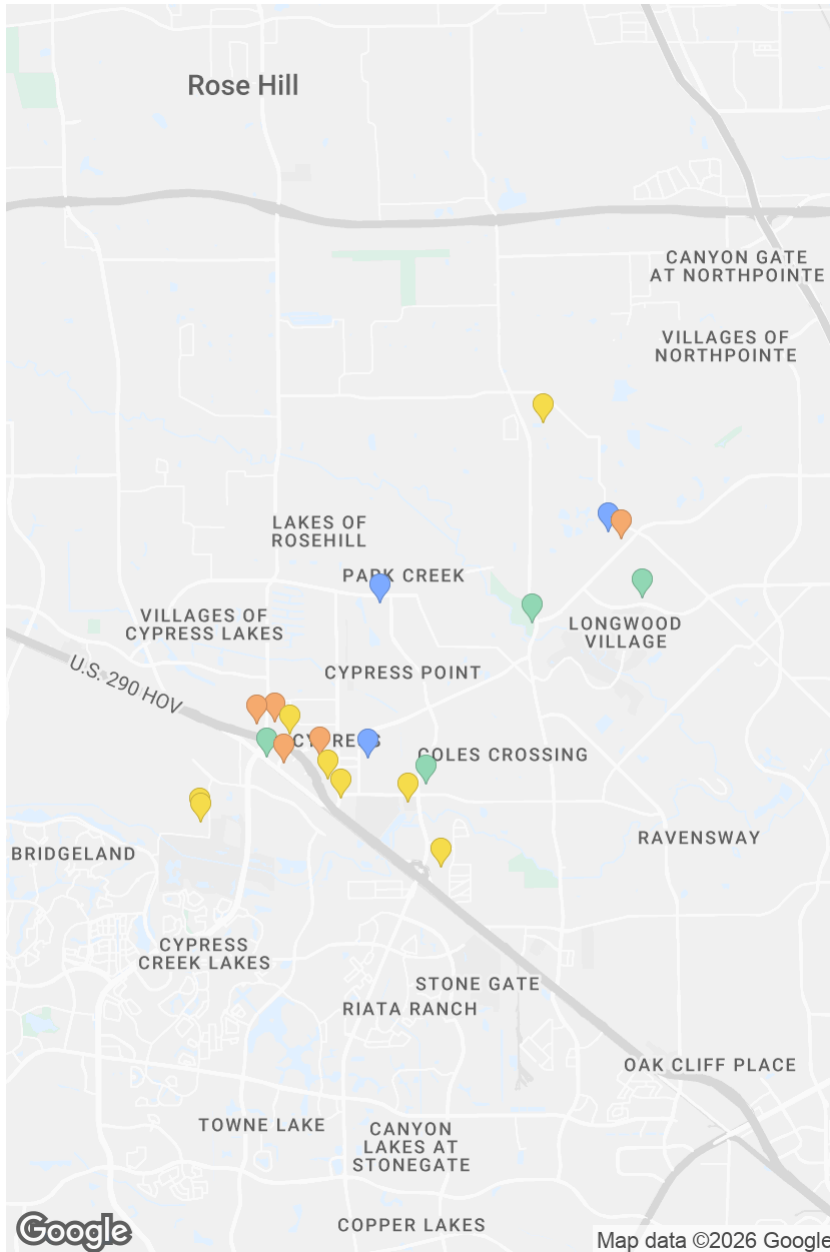 Rose Hill
CANYON GATE
AT NORTHPOINTE
VILLAGES OF
NORTHPOINTE
LAKES OF
ROSEHILL
PARK CREEK
VILLAGES OF
CYPRESS LAKES
LONGWOOD
VILLAGE
U.S. 290 HOV
CYPRESS POINT
CYPRESS
COLES CROSSING
RAVENSWAY
BRIDGELAND
CYPRESS
CREEK LAKES
STONE GATE
RIATA RANCH
OAK CLIFF PLACE
TOWNE LAKE
CANYON
LAKES AT
STONEGATE
COPPER LAKES
Google
Map data ©2026 Google